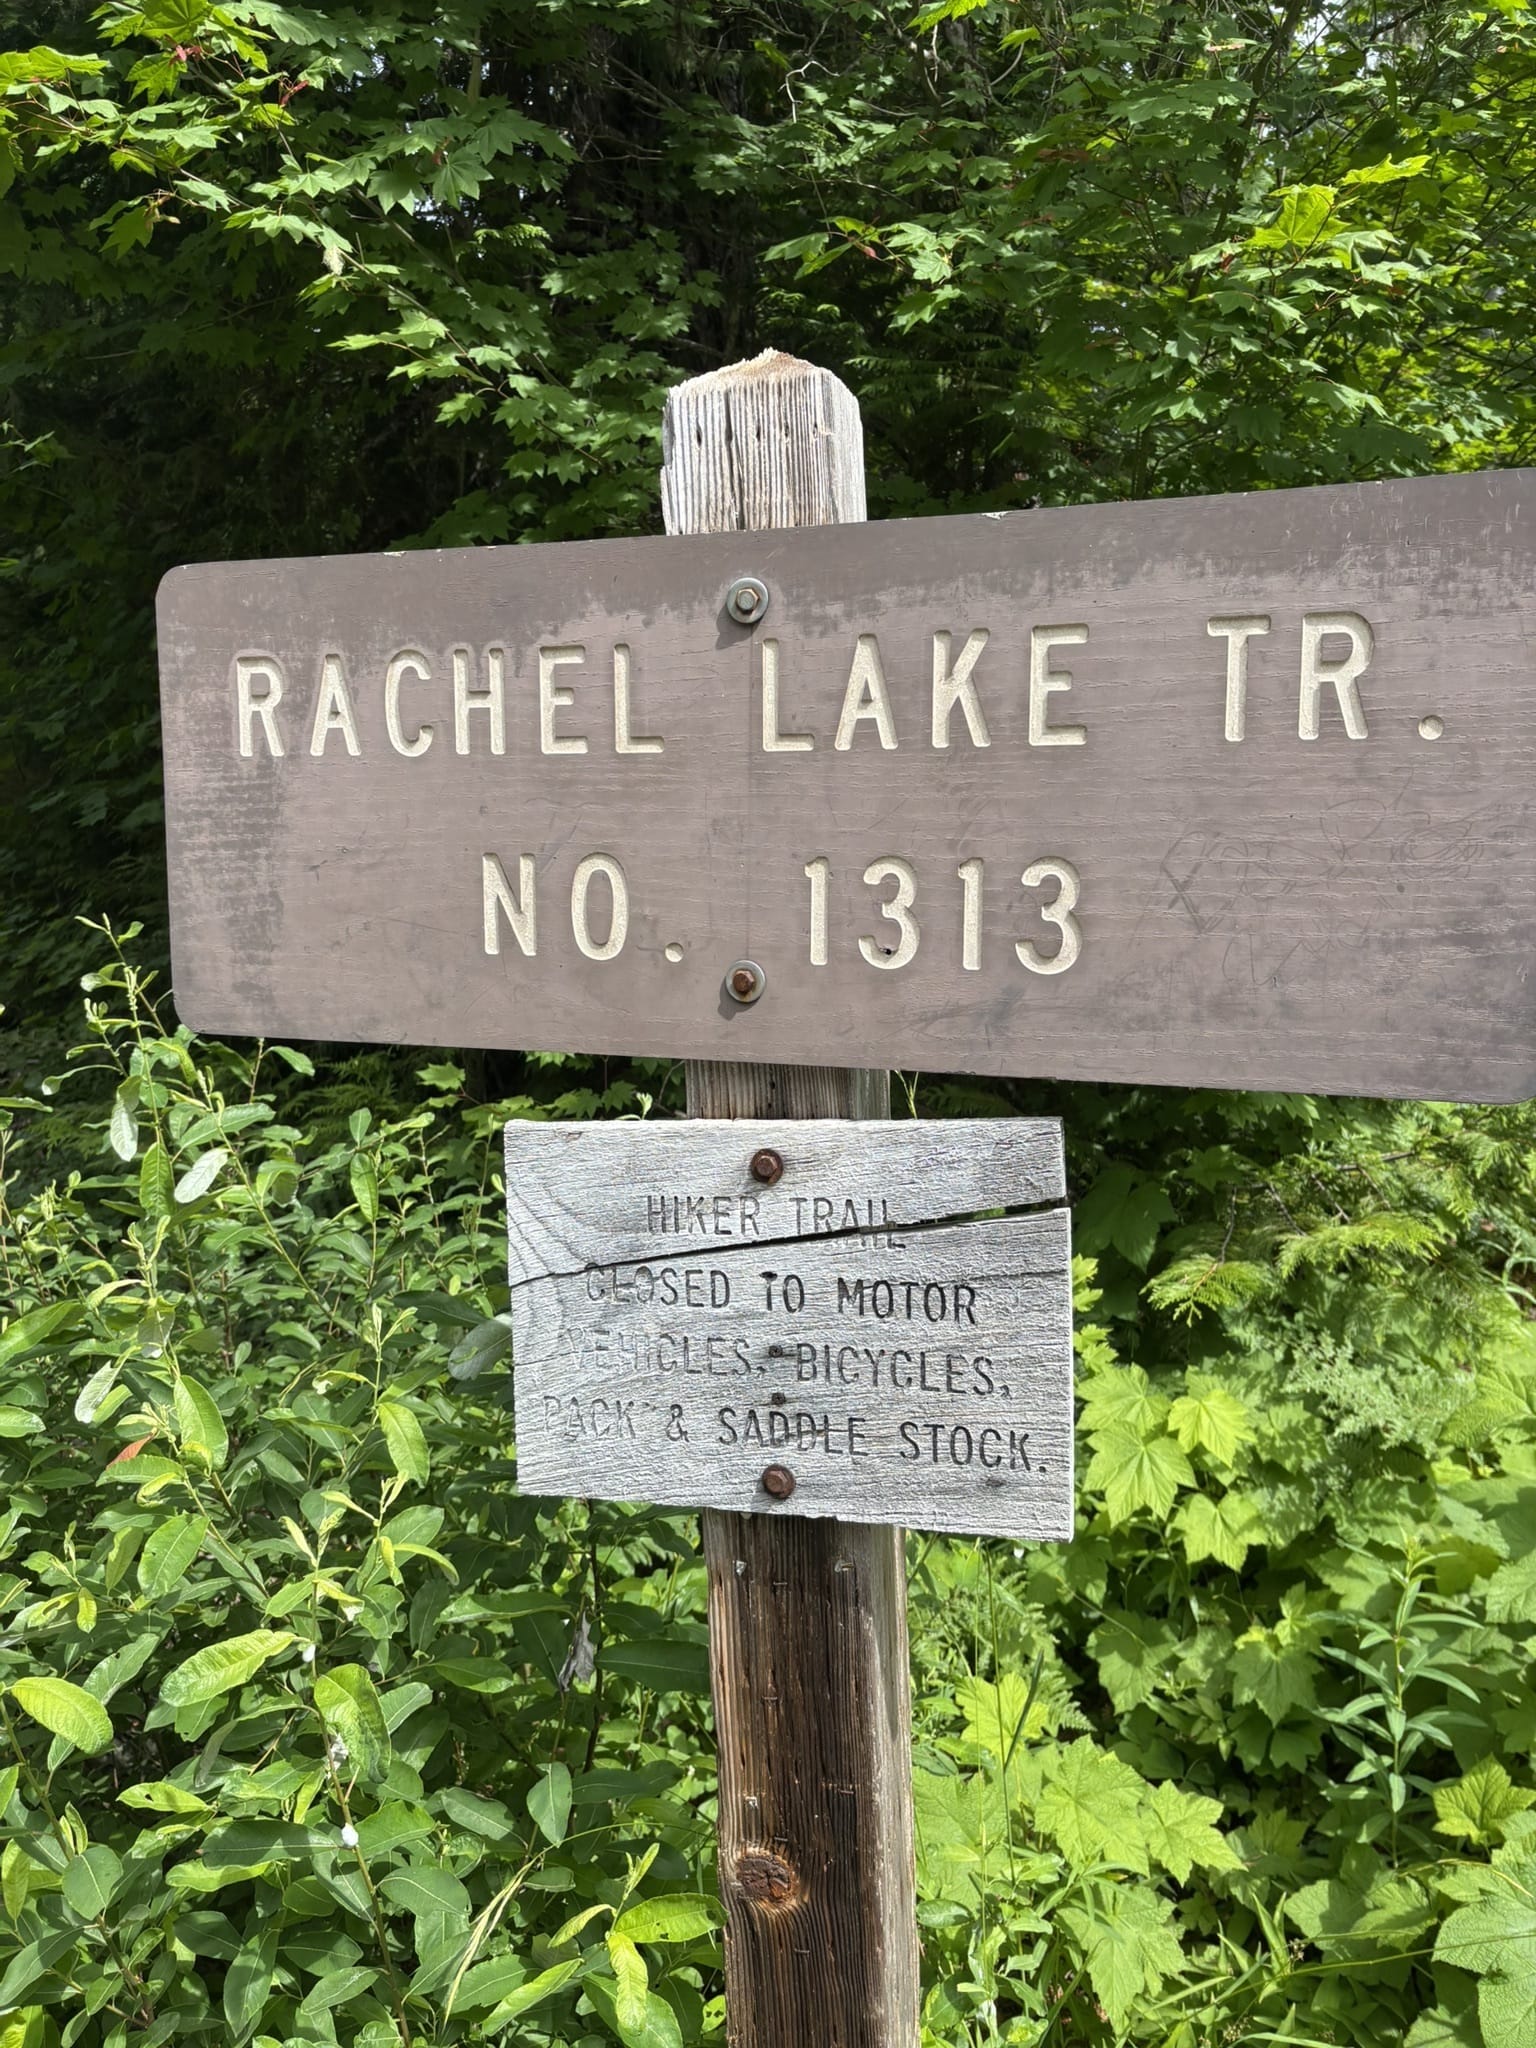 RACHEL LAKE TR.
NO. 1313
HIKER TRAIL
CLOSED TO MOTOR
VEHICLES, BICYCLES,
PACK & SADDLE STOCK.